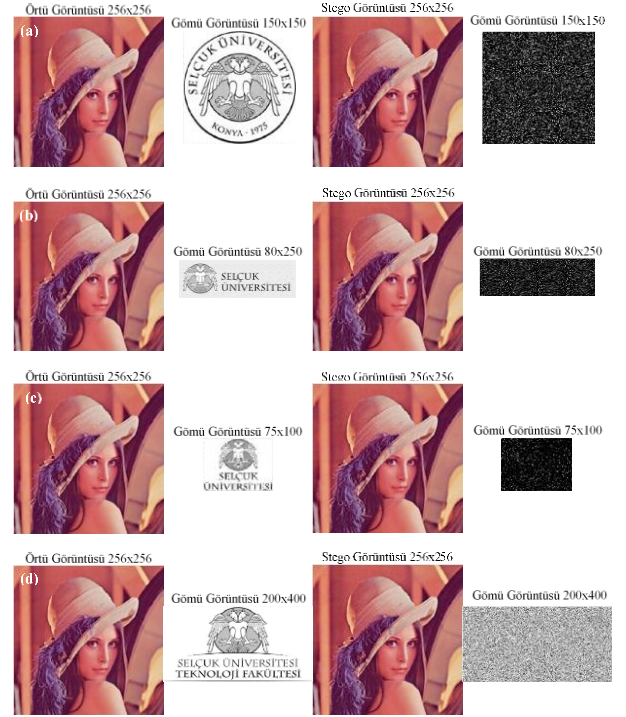 Örtü Görüntüsü 256x256
Gömü Görüntüsü 150x150
Stego Görüntüsü 256x256
Gömü Görüntüsü 150x150
(a)
SELÇUK ÜNİVERSİTESİ
KONYA - 1975
Örtü Görüntüsü 256x256
Gömü Görüntüsü 80x250
Stego Görüntüsü 256x256
Gömü Görüntüsü 80x250
(b)
SELÇUK
ÜNİVERSİTESİ
Örtü Görüntüsü 256x256
Gömü Görüntüsü 75x100
Stego Görüntüsü 256x256
Gömü Görüntüsü 75x100
(c)
SELÇUK
ÜNİVERSİTESİ
Örtü Görüntüsü 256x256
Gömü Görüntüsü 200x400
Stego Görüntüsü 256x256
Gömü Görüntüsü 200x400
(d)
SELÇUK ÜNİVERSİTESİ
TEKNOLOJİ FAKÜLTESİ